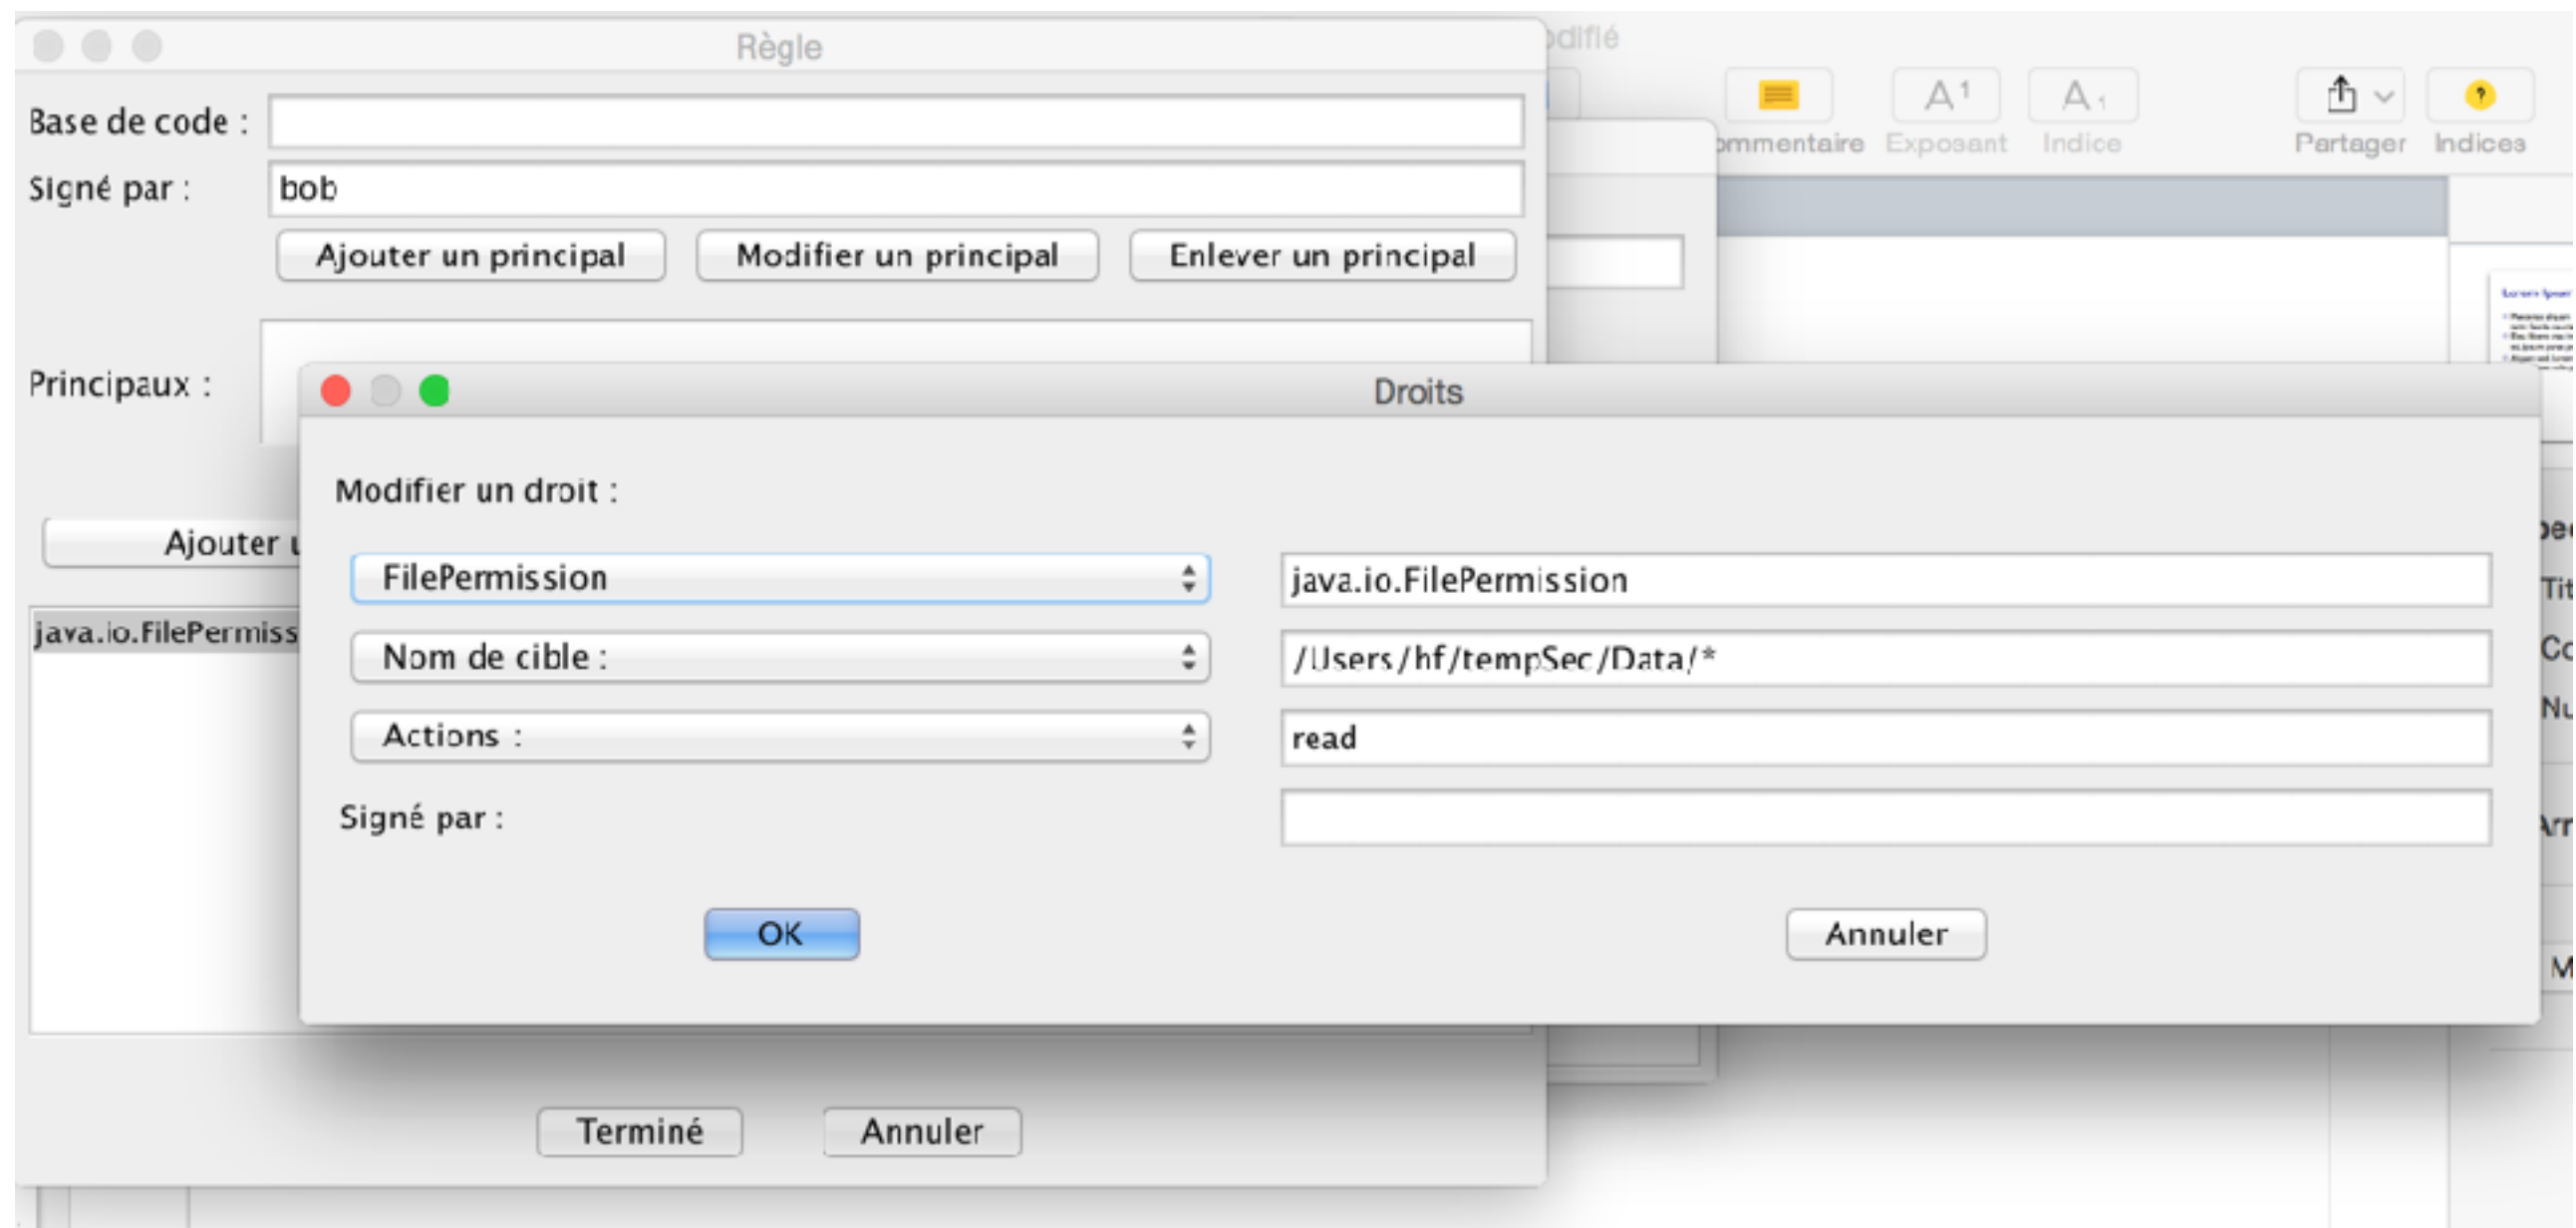 Règle
Base de code :
Signé par :
bob
Ajouter un principal
Modifier un principal
Enlever un principal
Principaux :
Ajouter
java.io.FilePermiss
Commentaire Exposant Indice Partager Indices
Droits
Modifier un droit :
FilePermission
java.io.FilePermission
Nom de cible :
/Users/hf/tempSec/Data/*
Actions :
read
Signé par :
OK
Annuler
Terminé
Annuler